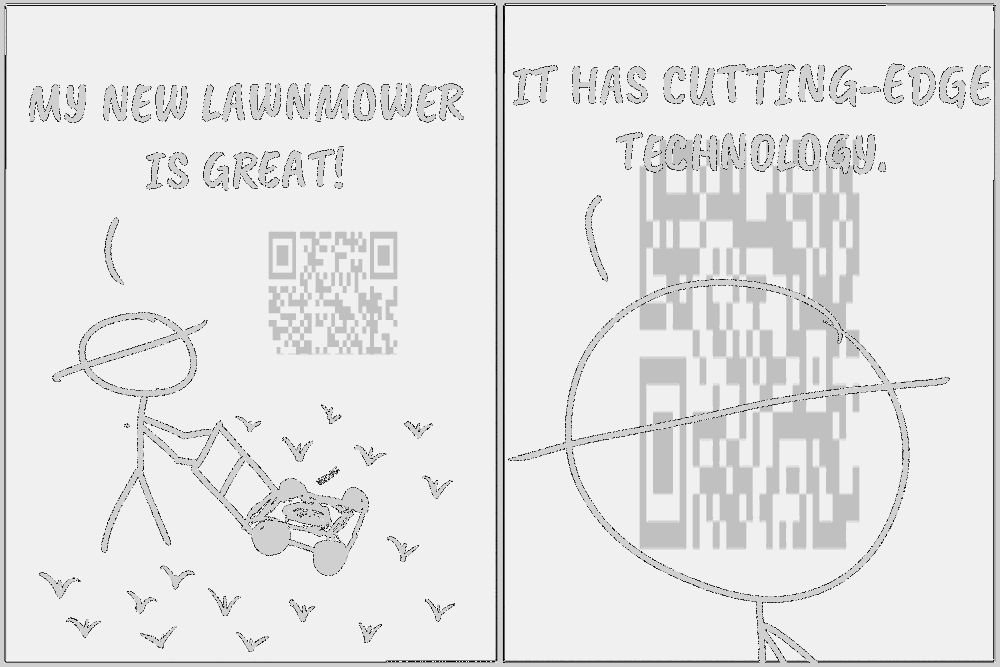 MY NEW LAWNMOWER
IS GREAT!
IT HAS CUTTING-EDGE
TECHNOLOGY.